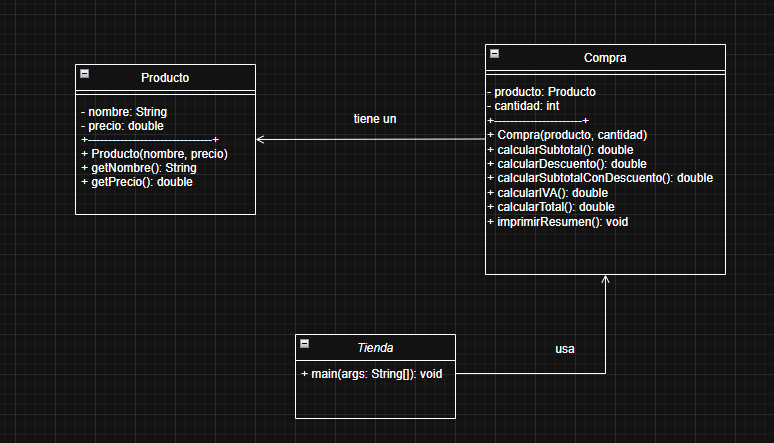 Producto
- nombre: String
- precio: double
+-------------------------------+
+ Producto(nombre, precio)
+ getNombre(): String
+ getPrecio(): double
tiene un
Compra
- producto: Producto
- cantidad: int
+----------------------+
+ Compra(producto, cantidad)
+ calcularSubtotal(): double
+ calcularDescuento(): double
+ calcularSubtotalConDescuento(): double
+ calcularIVA(): double
+ calcularTotal(): double
+ imprimirResumen(): void
Tienda
+ main(args: String[]): void
usa